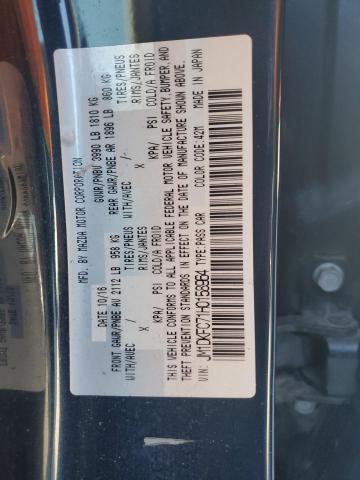 MFD. BY MAZDA MOTOR CORPORATION
DATE: 10/16 GVWR/PNBV 3990 LB 1810 KG
FRONT GAWR/PNBE AV 2112 LB 958 KG REAR GAWR/PNBE AR 1896 LB 860 KG
WITH/AVEC TIRES/PNEUS WITH/AVEC TIRES/PNEUS
X RIMS/JANTES X RIMS/JANTES
KPA/ PSI COLD/A FROID KPA/ PSI COLD/A FROID
THIS VEHICLE CONFORMS TO ALL APPLICABLE FEDERAL MOTOR VEHICLE SAFETY, BUMPER, AND
THEFT PREVENTION STANDARDS IN EFFECT ON THE DATE OF MANUFACTURE SHOWN ABOVE.
JM1DKFC71H0169964
VIN: TYPE:PASS CAR COLOR:42M MADE IN JAPAN